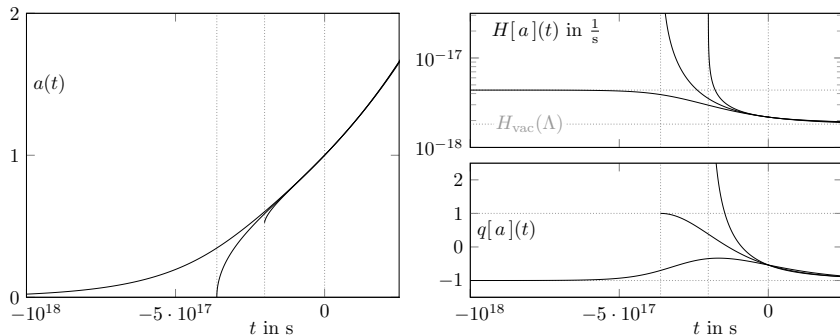 2
a(t)
1
0
−10^18
−5 · 10^17
0
t in s
H[a](t) in 1/s
10^−17
H_vac(Λ)
10^−18
2
1
q[a](t)
0
−1
−10^18
−5 · 10^17
0
t in s